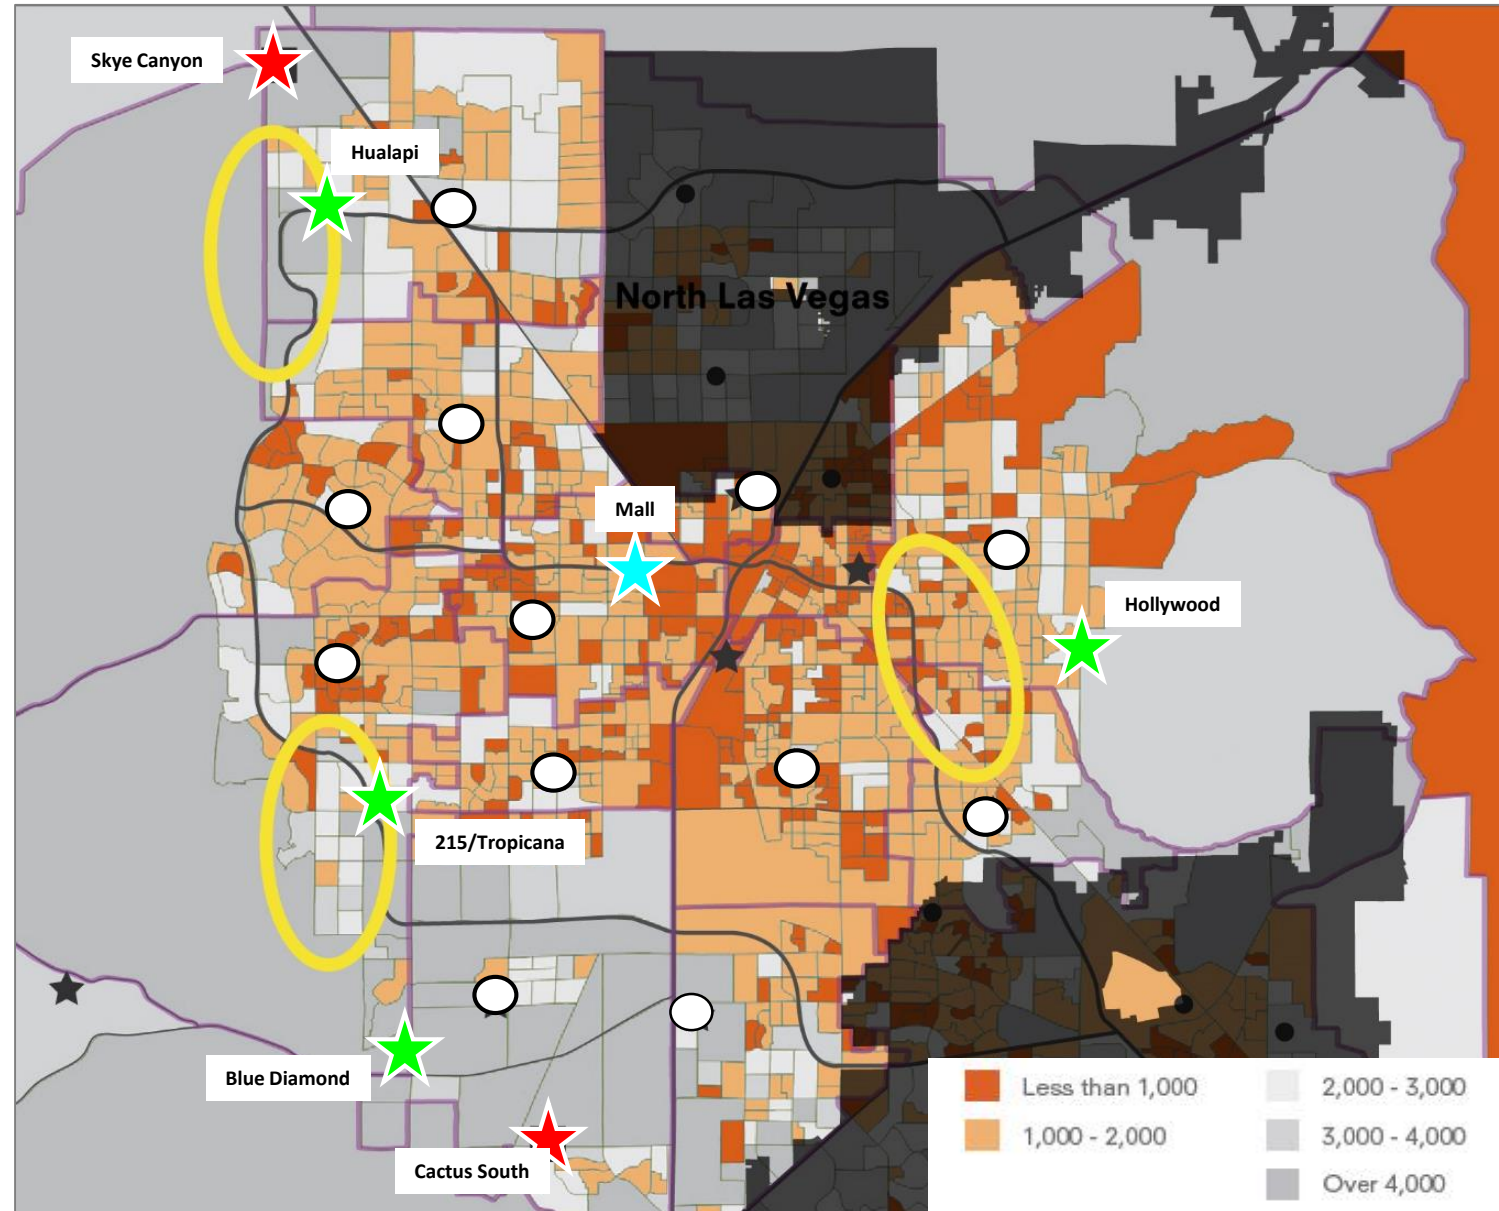 Skye Canyon
Hualapi
North Las Vegas
Mall
Hollywood
215/Tropicana
Blue Diamond
Cactus South
Less than 1,000
1,000 - 2,000
2,000 - 3,000
3,000 - 4,000
Over 4,000